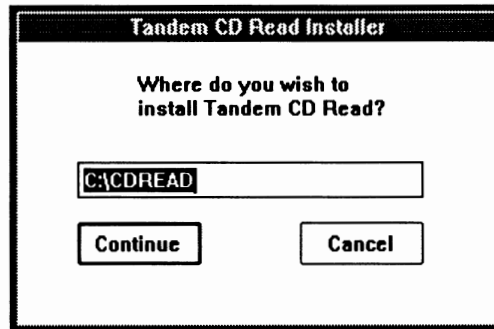 Tandem CD Read Installer
Where do you wish to
install Tandem CD Read?
C:\CDREAD
Continue Cancel